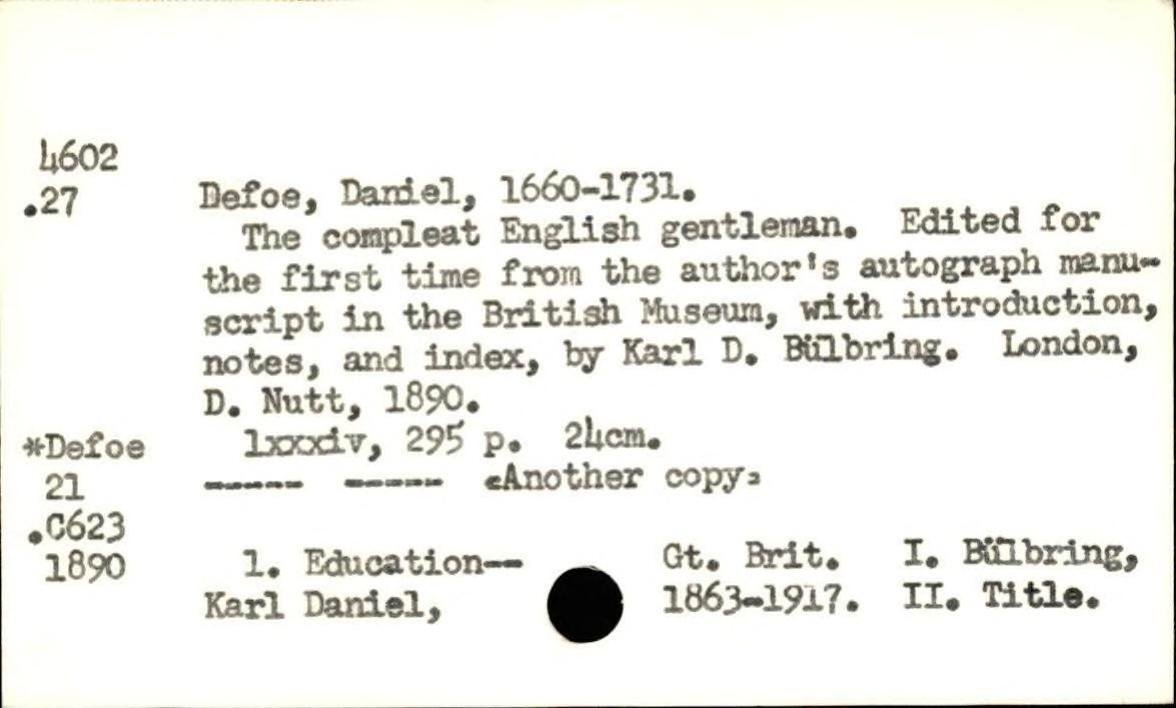 4602
.27 Defoe, Daniel, 1660-1731.
The compleat English gentleman. Edited for
the first time from the author's autograph manu-
script in the British Museum, with introduction,
notes, and index, by Karl D. Bülbring. London,
D. Nutt, 1890.
*Defoe lxxxiv, 295 p. 24cm.
21 ----- ----- [Another copy]
.C623
1890 1. Education-- Gt. Brit. I. Bülbring,
Karl Daniel, 1863-1917. II. Title.